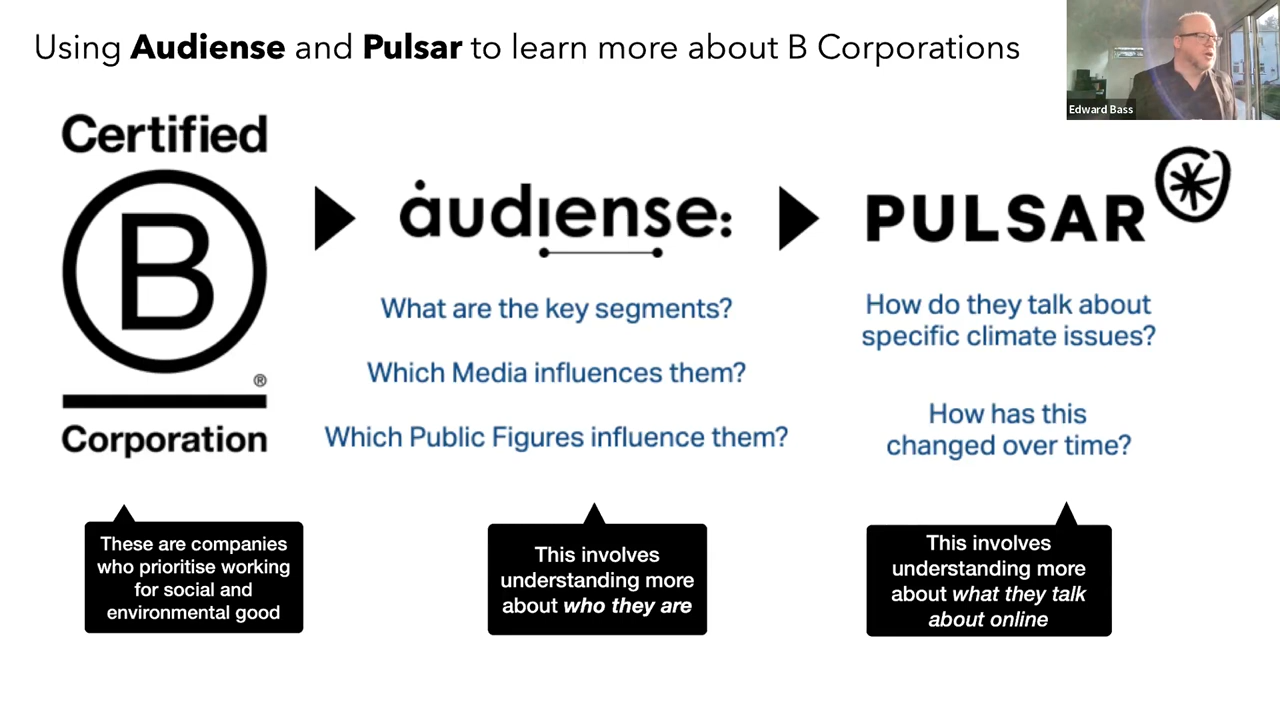 Using Audiense and Pulsar to learn more about B Corporations
Edward Bass
Certified
B
®
Corporation
audiense:
PULSAR
What are the key segments?
Which Media influences them?
Which Public Figures influence them?
How do they talk about
specific climate issues?
How has this
changed over time?
These are companies
who prioritise working
for social and
environmental good
This involves
understanding more
about who they are
This involves
understanding more
about what they talk
about online